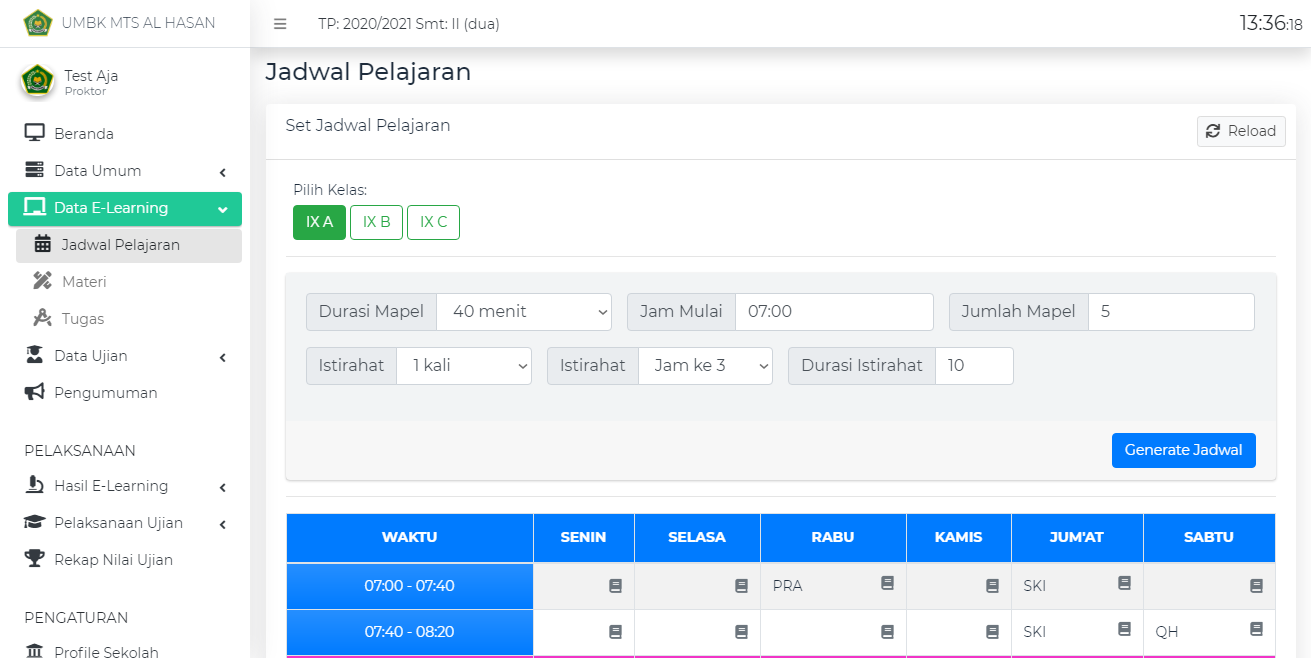 UMBK MTS AL HASAN
TP: 2020/2021 Smt: II (dua)
13:36:18
Test Aja
Proktor
Beranda
Data Umum
Data E-Learning
Jadwal Pelajaran
Materi
Tugas
Data Ujian
Pengumuman
PELAKSANAAN
Hasil E-Learning
Pelaksanaan Ujian
Rekap Nilai Ujian
PENGATURAN
Profile Sekolah
Jadwal Pelajaran
Set Jadwal Pelajaran
Reload
Pilih Kelas:
IX A IX B IX C
Durasi Mapel 40 menit Jam Mulai 07:00 Jumlah Mapel 5
Istirahat 1 kali Istirahat Jam ke 3 Durasi Istirahat 10
Generate Jadwal
WAKTU SENIN SELASA RABU KAMIS JUM'AT SABTU
07:00 - 07:40 PRA SKI
07:40 - 08:20 SKI QH